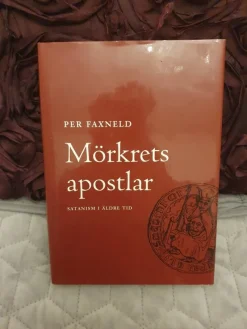 PER FAXNELD
Mörkrets
apostlar
SATANISM I ÄLDRE TID